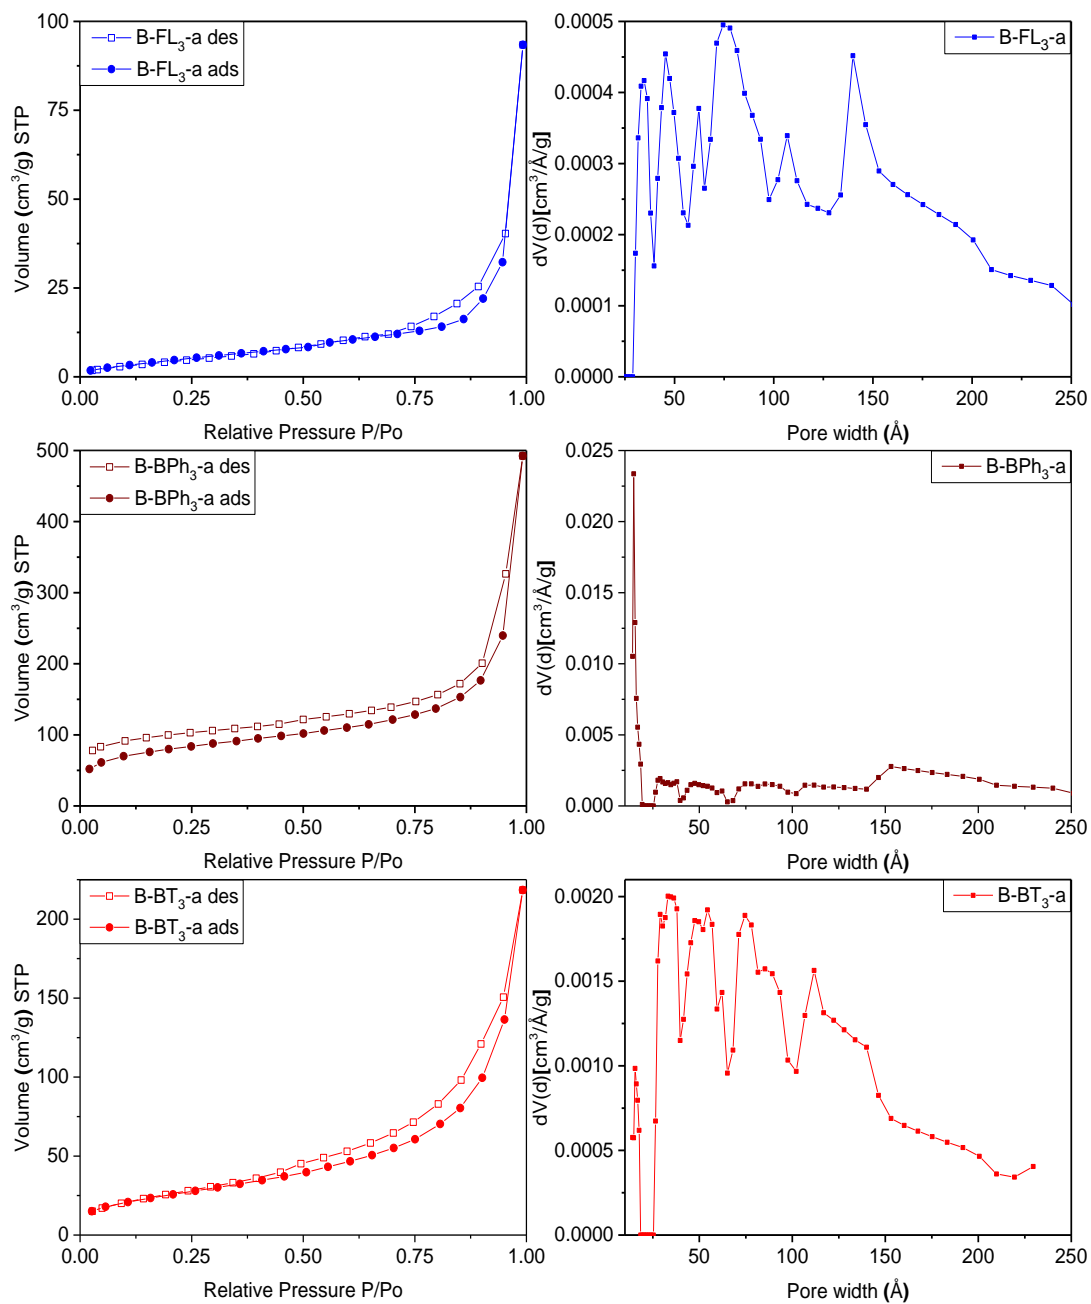 100
75
50
25
0
0.00 0.25 0.50 0.75 1.00
Volume (cm³/g) STP
Relative Pressure P/Po
B-FL₃-a des
B-FL₃-a ads
0.0005
0.0004
0.0003
0.0002
0.0001
0.0000
50 100 150 200 250
dV(d)[cm³/Å/g]
Pore width (Å)
B-FL₃-a
500
400
300
200
100
0
0.00 0.25 0.50 0.75 1.00
Volume (cm³/g) STP
Relative Pressure P/Po
B-BPh₃-a des
B-BPh₃-a ads
0.025
0.020
0.015
0.010
0.005
0.000
50 100 150 200 250
dV(d)[cm³/Å/g]
Pore width (Å)
B-BPh₃-a
200
150
100
50
0
0.00 0.25 0.50 0.75 1.00
Volume (cm³/g) STP
Relative Pressure P/Po
B-BT₃-a des
B-BT₃-a ads
0.0020
0.0015
0.0010
0.0005
0.0000
50 100 150 200 250
dV(d)[cm³/Å/g]
Pore width (Å)
B-BT₃-a